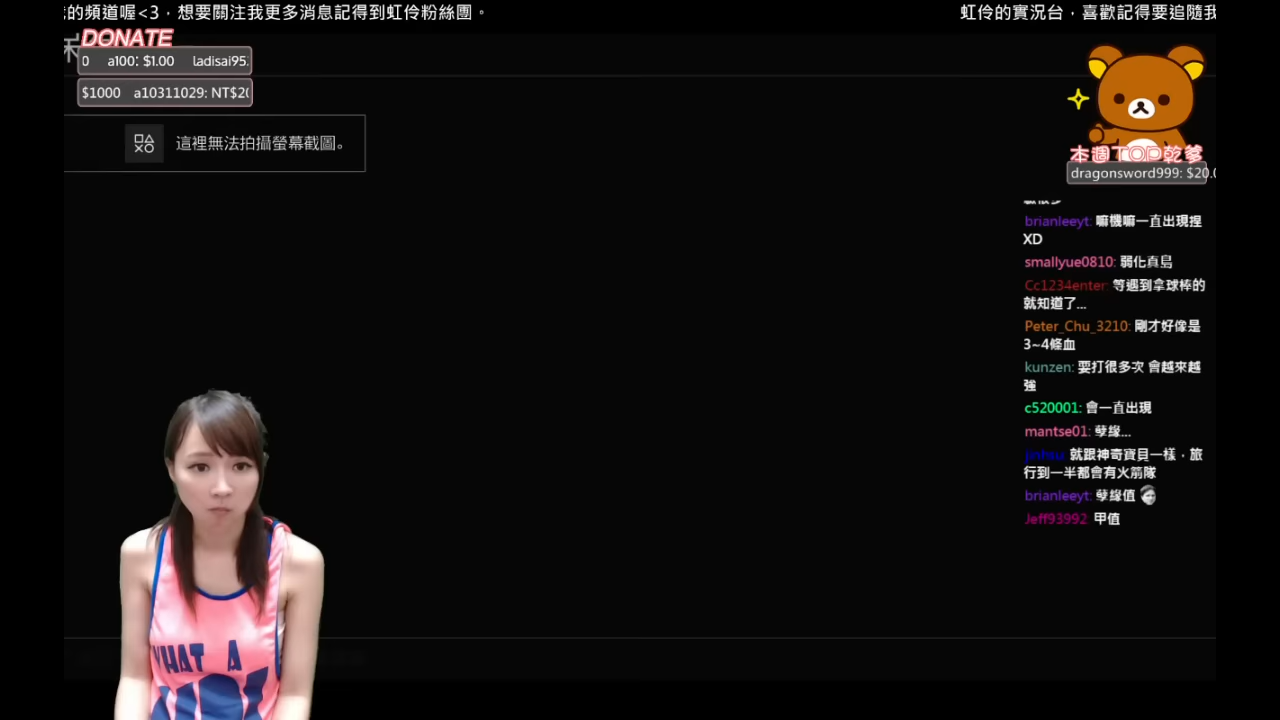 的頻道喔<3，想要關注我更多消息記得到虹伶粉絲團。
虹伶的實況台，喜歡記得要追隨我
DONATE
0 a100: $1.00 ladisai95
$1000 a10311029: NT$20
這裡無法拍攝螢幕截圖。
本週TOP乾爹
dragonsword999: $20.0
brianleeyt: 嘛機嘛一直出現捏
XD
smallyue0810: 弱化真島
Cc1234enter: 等遇到拿球棒的
就知道了...
Peter_Chu_3210: 剛才好像是
3~4條血
kunzen: 要打很多次 會越來越
強
c520001: 會一直出現
mantse01: 孽緣...
就跟神奇寶貝一樣，旅
行到一半都會有火箭隊
brianleeyt: 孽緣值
Jeff93992: 甲值
WHAT A